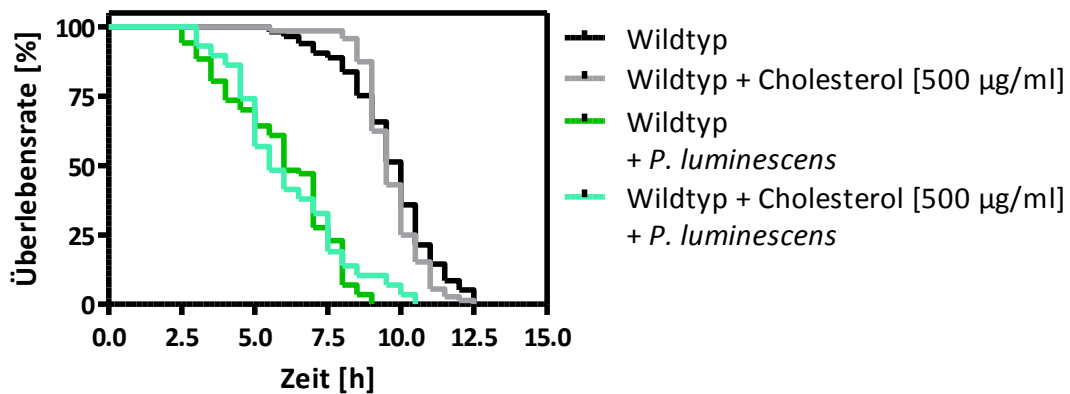 Überlebensrate [%]
100
75
50
25
0
0.0 2.5 5.0 7.5 10.0 12.5 15.0
Zeit [h]
Wildtyp
Wildtyp + Cholesterol [500 µg/ml]
Wildtyp
+ P. luminescens
Wildtyp + Cholesterol [500 µg/ml]
+ P. luminescens